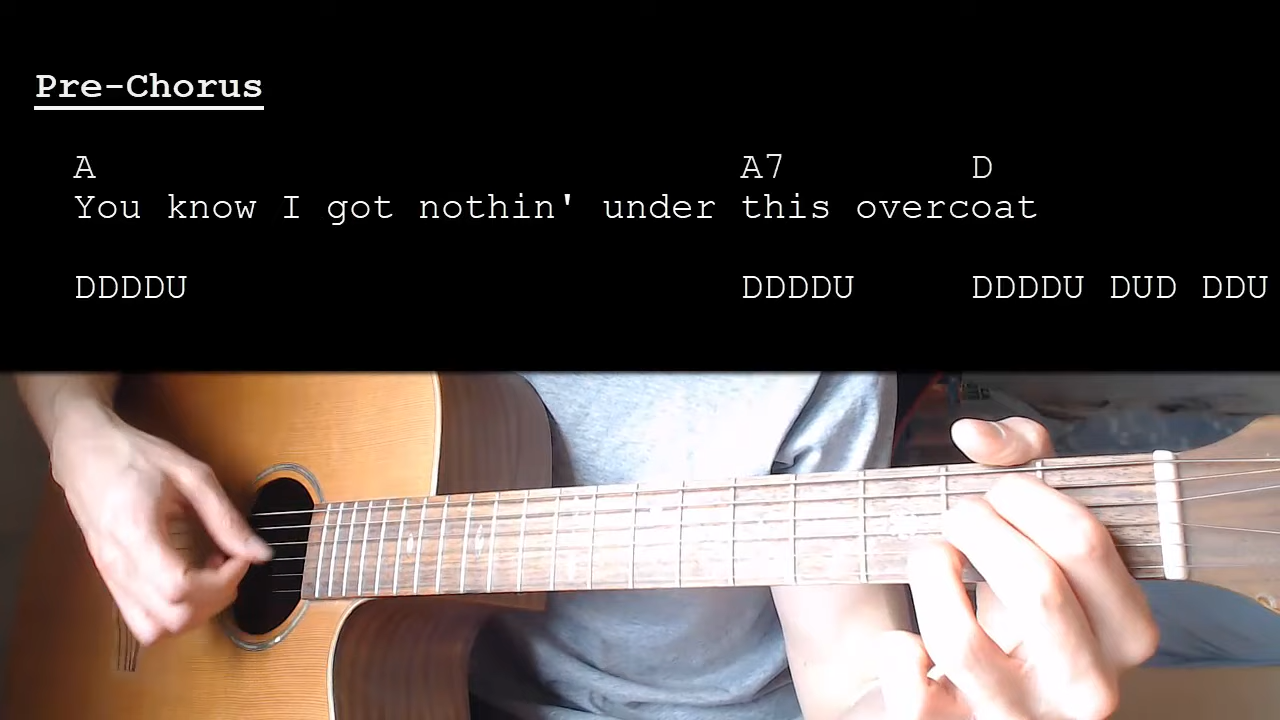 Pre-Chorus
A A7 D
You know I got nothin' under this overcoat
DDDDU DDDDU DDDDU DUD DDU